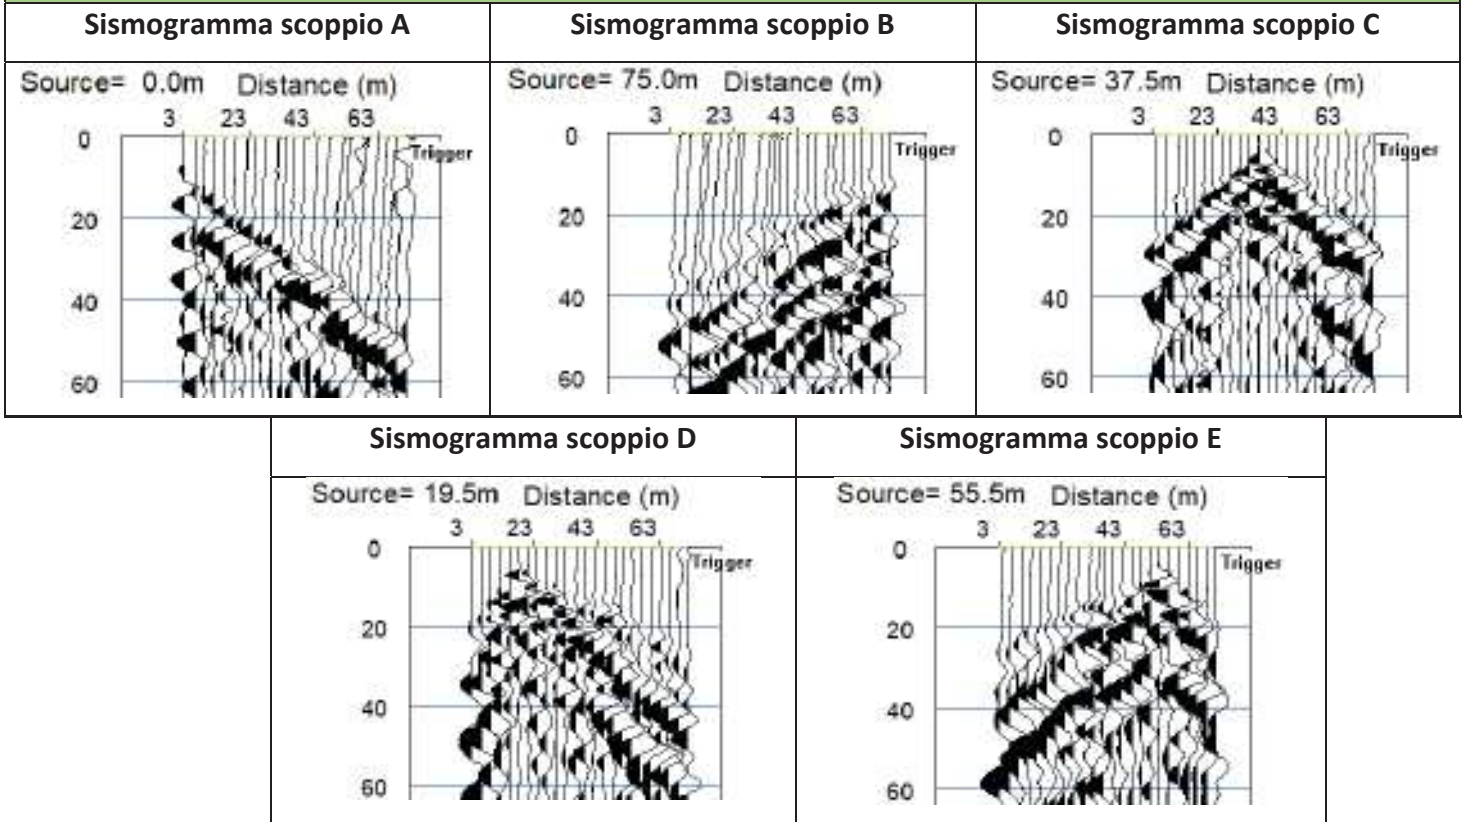 Sismogramma scoppio A
Sismogramma scoppio B
Sismogramma scoppio C
Source= 0.0m Distance (m)
3 23 43 63
0
Trigger
20
40
60
Source= 75.0m Distance (m)
3 23 43 63
0
Trigger
20
40
60
Source= 37.5m Distance (m)
3 23 43 63
0
Trigger
20
40
60
Sismogramma scoppio D
Sismogramma scoppio E
Source= 19.5m Distance (m)
3 23 43 63
0
Trigger
20
40
60
Source= 55.5m Distance (m)
3 23 43 63
0
Trigger
20
40
60